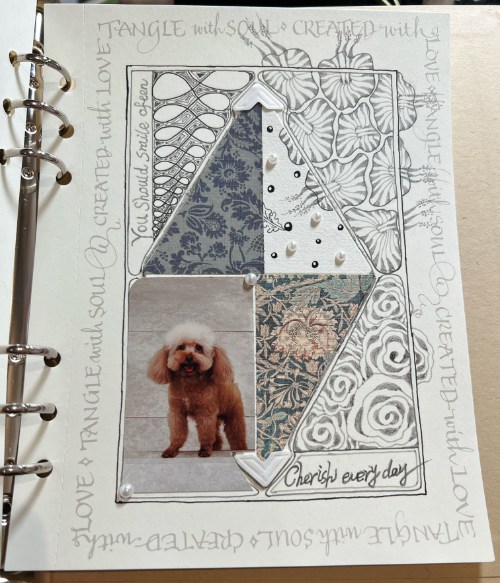 TANGLE with SOUL ◇ CREATED with
LOVE ◇ TANGLE with SOUL @ CREATED with LOVE
TANGLE with SOUL ◇ CREATED with
LOVE ◇ TANGLE with SOUL @ CREATED with LOVE
You Should smile often
Cherish every day